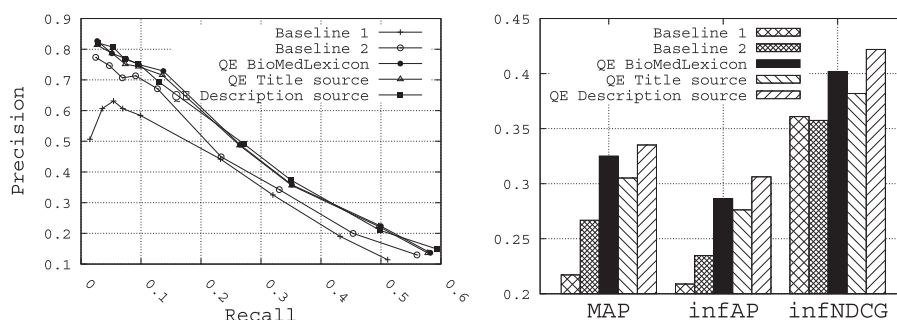 0.9
0.8
0.7
0.6
0.5
0.4
0.3
0.2
0.1
Precision
0 0.1 0.2 0.3 0.4 0.5 0.6
Recall
Baseline 1
Baseline 2
QE BioMedLexicon
QE Title source
QE Description source
0.45
0.4
0.35
0.3
0.25
0.2
Baseline 1
Baseline 2
QE BioMedLexicon
QE Title source
QE Description source
MAP infAP infNDCG